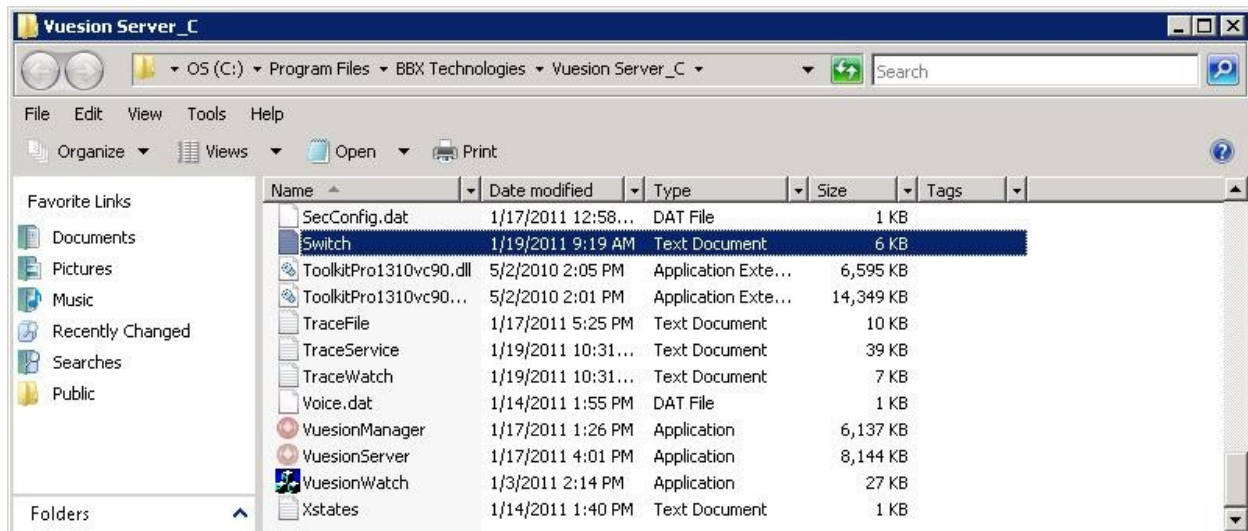 Vuesion Server_C
OS (C:) Program Files BBX Technologies Vuesion Server_C Search
File Edit View Tools Help
Organize Views Open Print
Favorite Links
Documents
Pictures
Music
Recently Changed
Searches
Public
Folders
Name Date modified Type Size Tags
SecConfig.dat 1/17/2011 12:58... DAT File 1 KB
Switch 1/19/2011 9:19 AM Text Document 6 KB
ToolkitPro1310vc90.dll 5/2/2010 2:05 PM Application Exte... 6,595 KB
ToolkitPro1310vc90... 5/2/2010 2:01 PM Application Exte... 14,349 KB
TraceFile 1/17/2011 5:25 PM Text Document 10 KB
TraceService 1/19/2011 10:31... Text Document 39 KB
TraceWatch 1/19/2011 10:31... Text Document 7 KB
Voice.dat 1/14/2011 1:55 PM DAT File 1 KB
VuesionManager 1/17/2011 1:26 PM Application 6,137 KB
VuesionServer 1/17/2011 4:01 PM Application 8,144 KB
VuesionWatch 1/3/2011 2:14 PM Application 27 KB
Xstates 1/14/2011 1:40 PM Text Document 1 KB